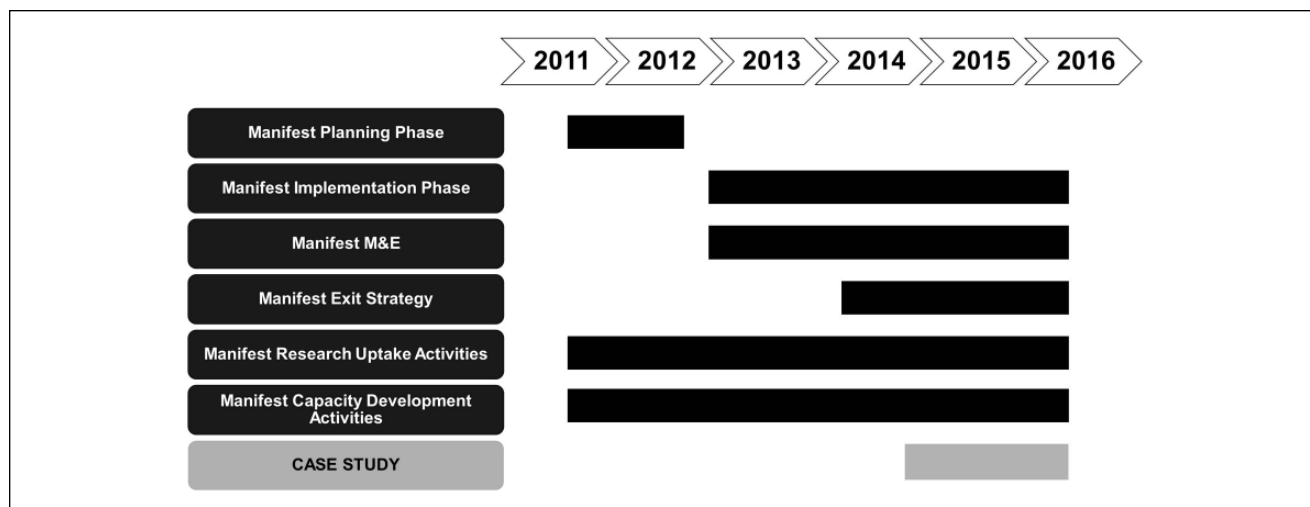 2011 2012 2013 2014 2015 2016
Manifest Planning Phase
Manifest Implementation Phase
Manifest M&E
Manifest Exit Strategy
Manifest Research Uptake Activities
Manifest Capacity Development
Activities
CASE STUDY